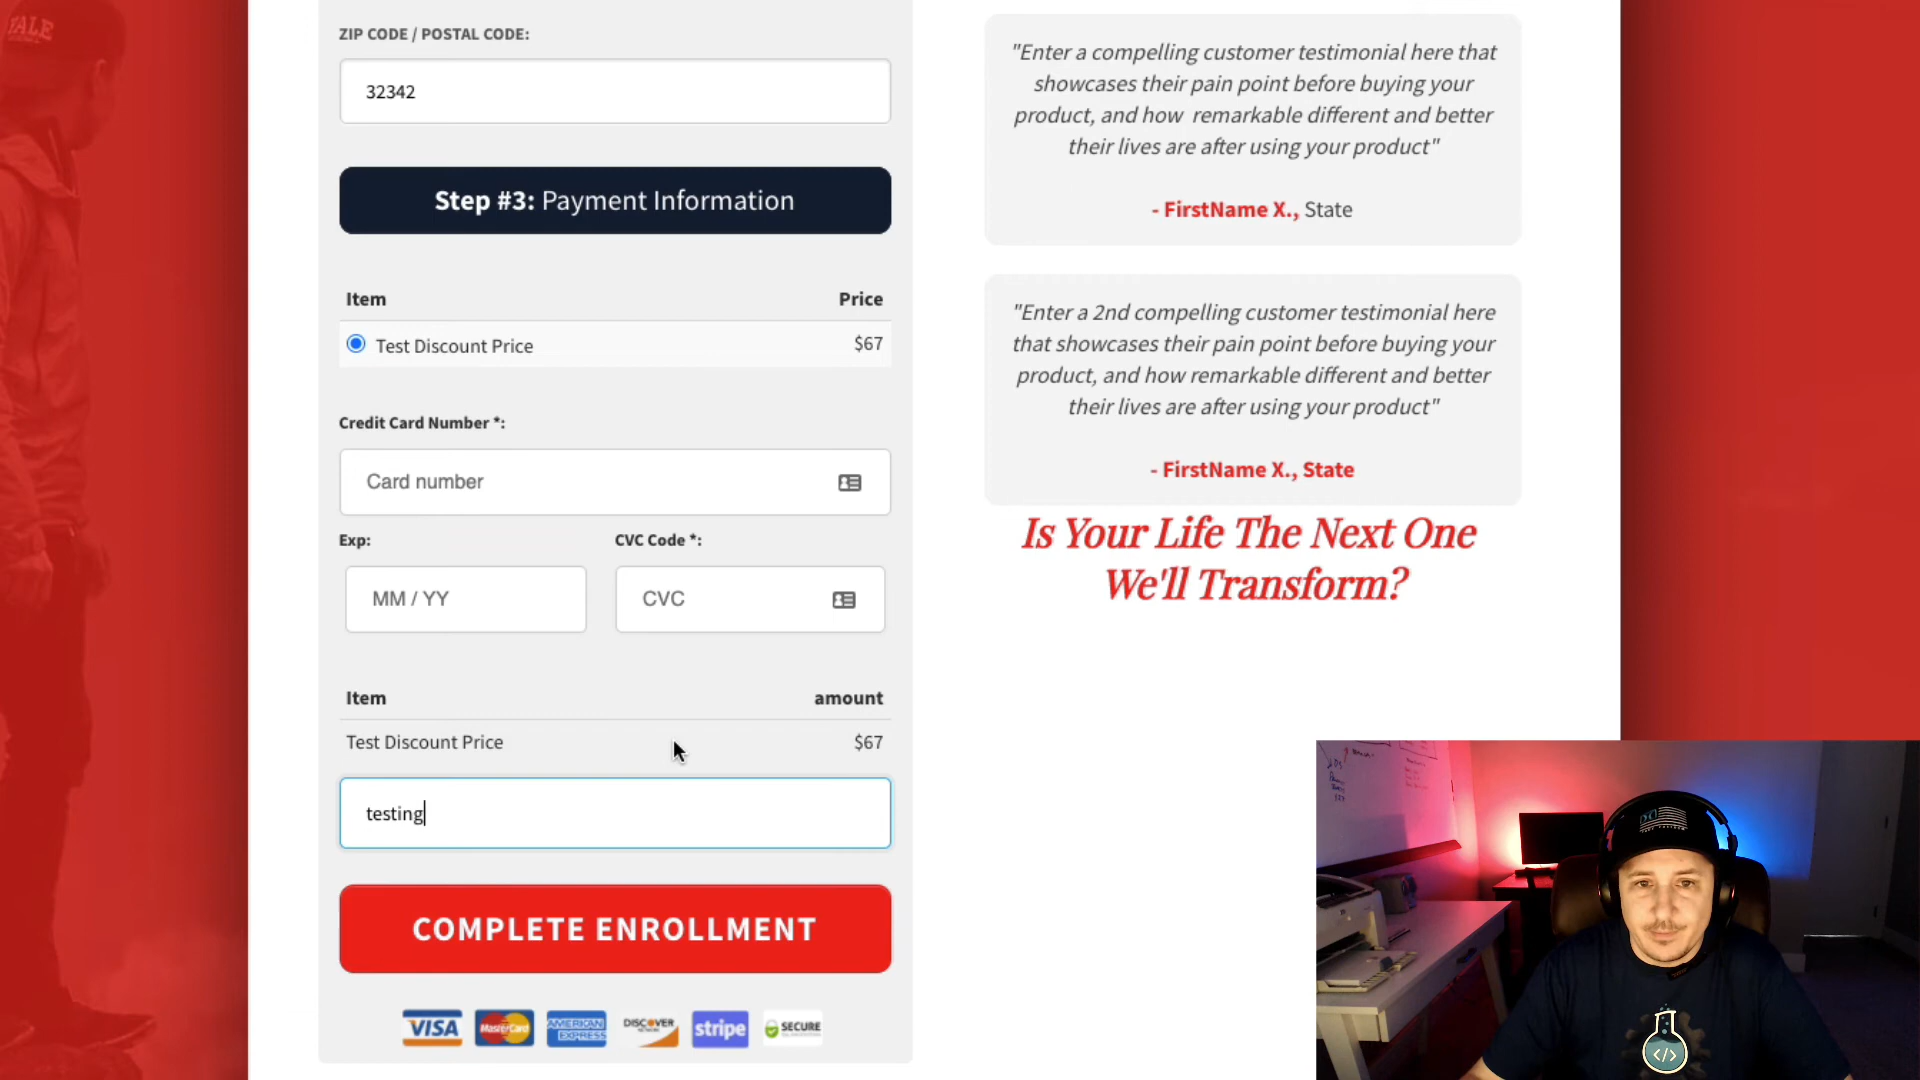 YALE
ZIP CODE / POSTAL CODE:
32342
Step #3: Payment Information
Item Price
Test Discount Price $67
Credit Card Number *:
Card number
Exp: CVC Code *:
MM / YY CVC
Item amount
Test Discount Price $67
testing
COMPLETE ENROLLMENT
VISA MasterCard AMERICAN EXPRESS DISCOVER stripe SECURE
"Enter a compelling customer testimonial here that
showcases their pain point before buying your
product, and how remarkable different and better
their lives are after using your product"
- FirstName X., State
"Enter a 2nd compelling customer testimonial here
that showcases their pain point before buying your
product, and how remarkable different and better
their lives are after using your product"
- FirstName X., State
Is Your Life The Next One
We'll Transform?
</>